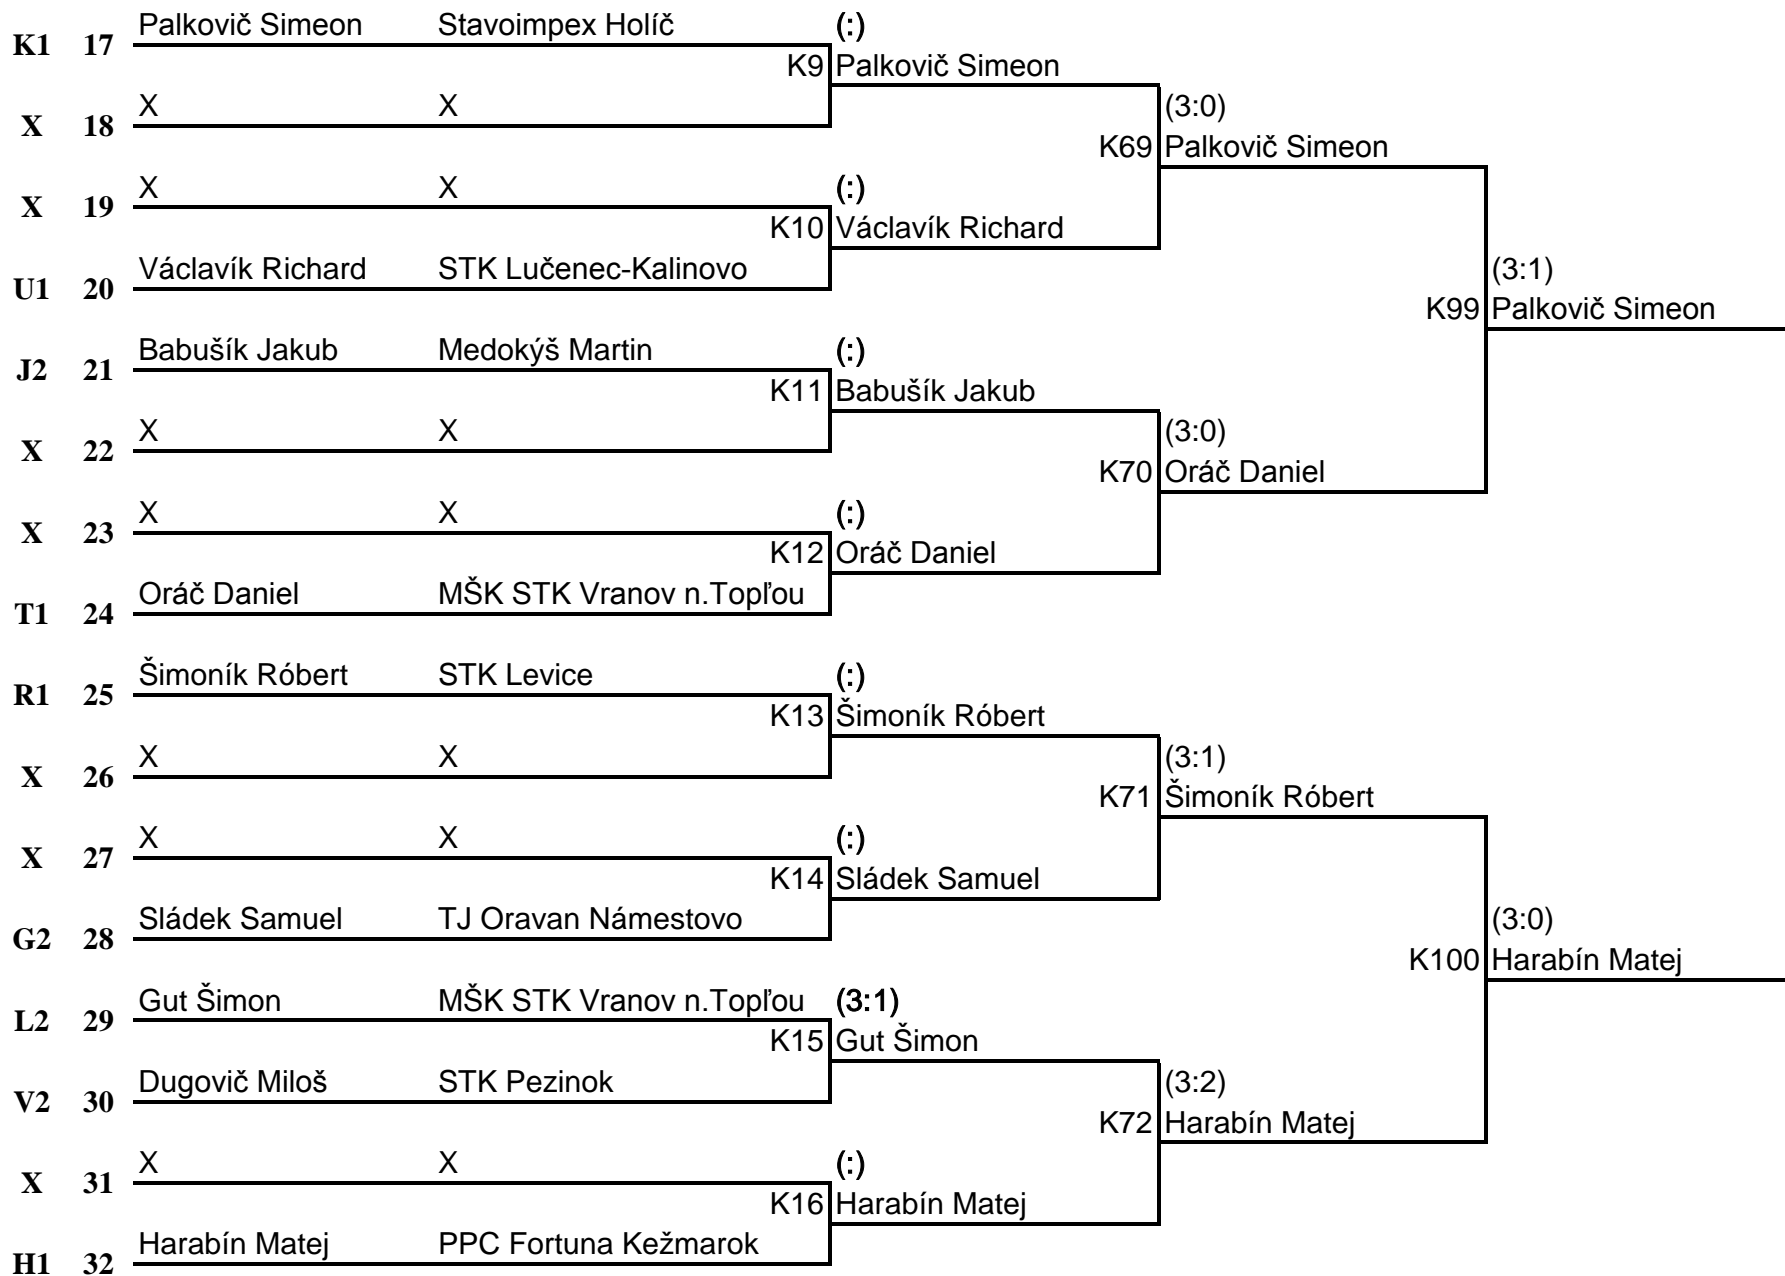 Palkovič Simeon Stavoimpex Holíč (:)
K1 17
K9 Palkovič Simeon
X X (3:0)
X 18
K69 Palkovič Simeon
X X (:)
X 19
K10 Václavík Richard
Václavík Richard STK Lučenec-Kalinovo (3:1)
U1 20
K99 Palkovič Simeon
Babušík Jakub Medokýš Martin (:)
J2 21
K11 Babušík Jakub
X X (3:0)
X 22
K70 Oráč Daniel
X X (:)
X 23
K12 Oráč Daniel
Oráč Daniel MŠK STK Vranov n.Topľou
T1 24
Šimoník Róbert STK Levice (:)
R1 25
K13 Šimoník Róbert
X X (3:1)
X 26
K71 Šimoník Róbert
X X (:)
X 27
K14 Sládek Samuel
Sládek Samuel TJ Oravan Námestovo (3:0)
G2 28
K100 Harabín Matej
Gut Šimon MŠK STK Vranov n.Topľou (3:1)
L2 29
K15 Gut Šimon
Dugovič Miloš STK Pezinok (3:2)
V2 30
K72 Harabín Matej
X X (:)
X 31
K16 Harabín Matej
Harabín Matej PPC Fortuna Kežmarok
H1 32